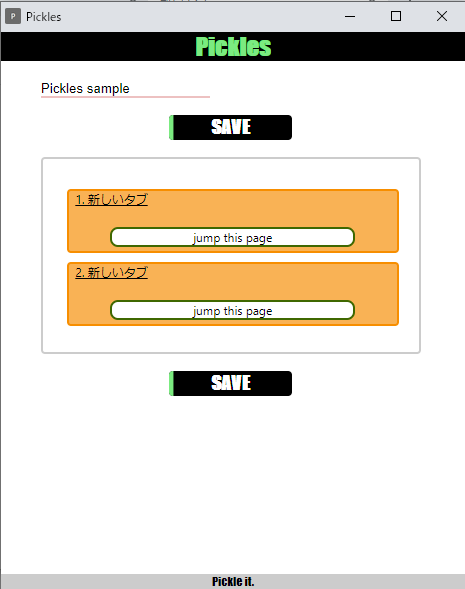 P Pickles
Pickles
Pickles sample
SAVE
1. 新しいタブ
jump this page
2. 新しいタブ
jump this page
SAVE
Pickle it.